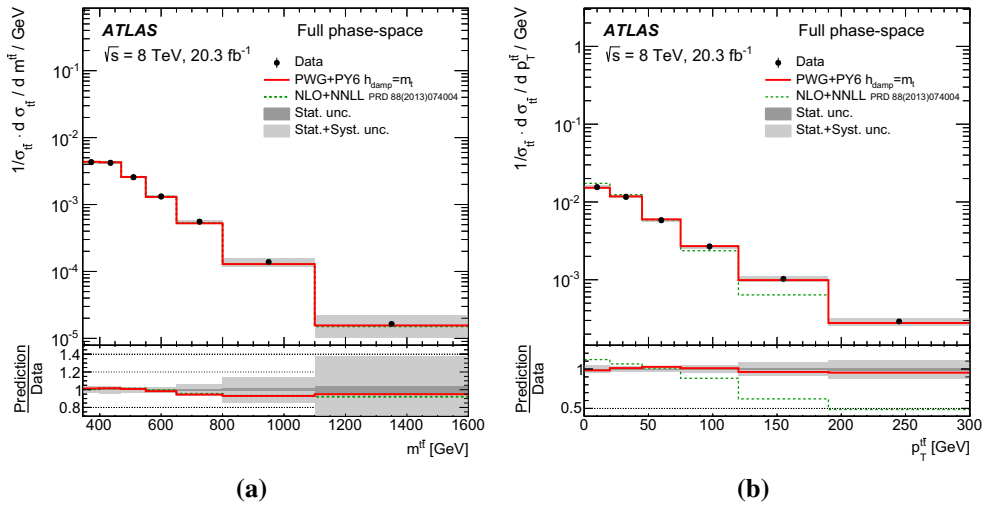 ATLAS Full phase-space
√s = 8 TeV, 20.3 fb⁻¹
Data
PWG+PY6 h_damp=m_t
NLO+NNLL PRD 88(2013)074004
Stat. unc.
Stat.+Syst. unc.
1/σ_tt̄ · d σ_tt̄ / d m^tt̄ / GeV
10⁻¹
10⁻²
10⁻³
10⁻⁴
10⁻⁵
Prediction
Data
1.4
1.2
1
0.8
400 600 800 1000 1200 1400 1600
m^tt̄ [GeV]
(a)
ATLAS Full phase-space
√s = 8 TeV, 20.3 fb⁻¹
Data
PWG+PY6 h_damp=m_t
NLO+NNLL PRD 88(2013)074004
Stat. unc.
Stat.+Syst. unc.
1/σ_tt̄ · d σ_tt̄ / d p_T^tt̄ / GeV
1
10⁻¹
10⁻²
10⁻³
Prediction
Data
1
0.5
0 50 100 150 200 250 300
p_T^tt̄ [GeV]
(b)